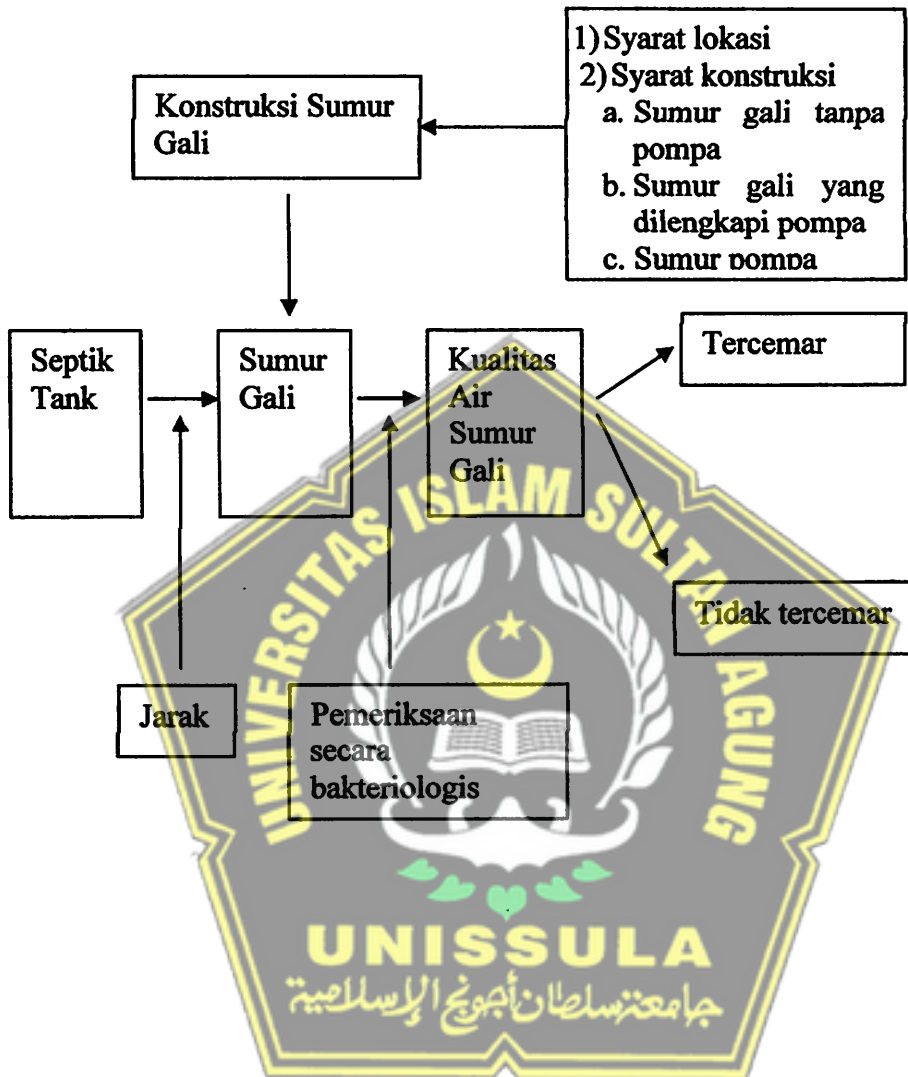 1) Syarat lokasi
2) Syarat konstruksi
a. Sumur gali tanpa
pompa
b. Sumur gali yang
dilengkapi pompa
c. Sumur pompa
Konstruksi Sumur
Gali
Septik
Tank
Sumur
Gali
Kualitas
Air
Sumur
Gali
Tercemar
Tidak tercemar
Jarak
Pemeriksaan
secara
bakteriologis
UNIVERSITAS ISLAM SULTAN AGUNG
UNISSULA
جامعة سلطان أجونج الإسلامية